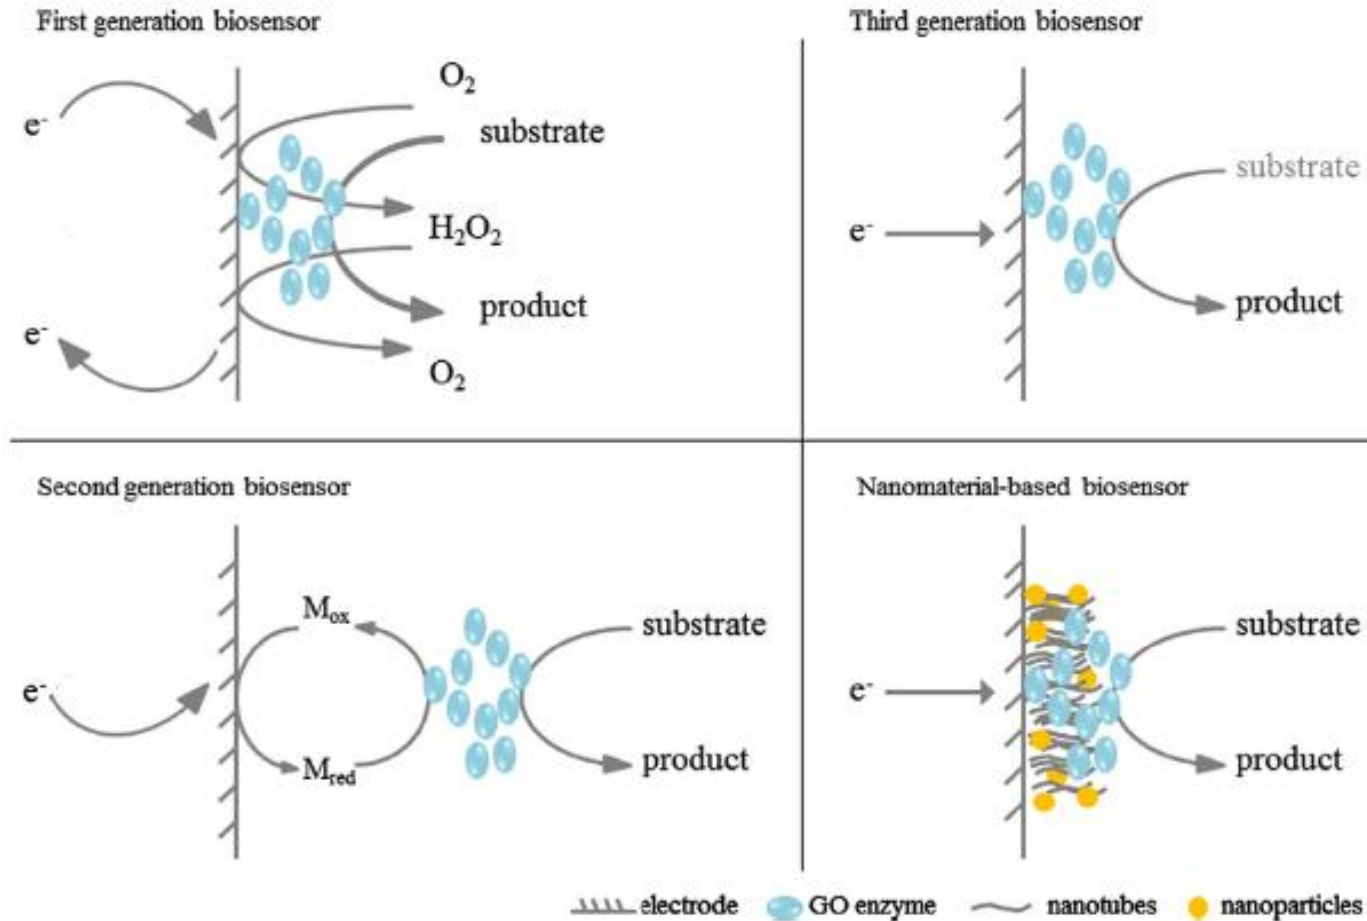 First generation biosensor
e⁻
O₂
substrate
H₂O₂
product
e⁻
O₂
Third generation biosensor
substrate
e⁻
product
Second generation biosensor
Mox
substrate
e⁻
Mred
product
Nanomaterial-based biosensor
substrate
e⁻
product
electrode GO enzyme nanotubes nanoparticles